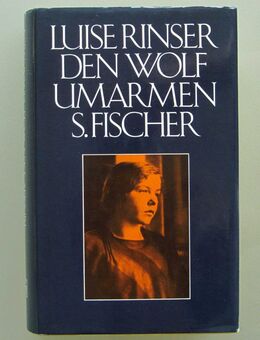 LUISE RINSER
DEN WOLF
UMARMEN
S. FISCHER